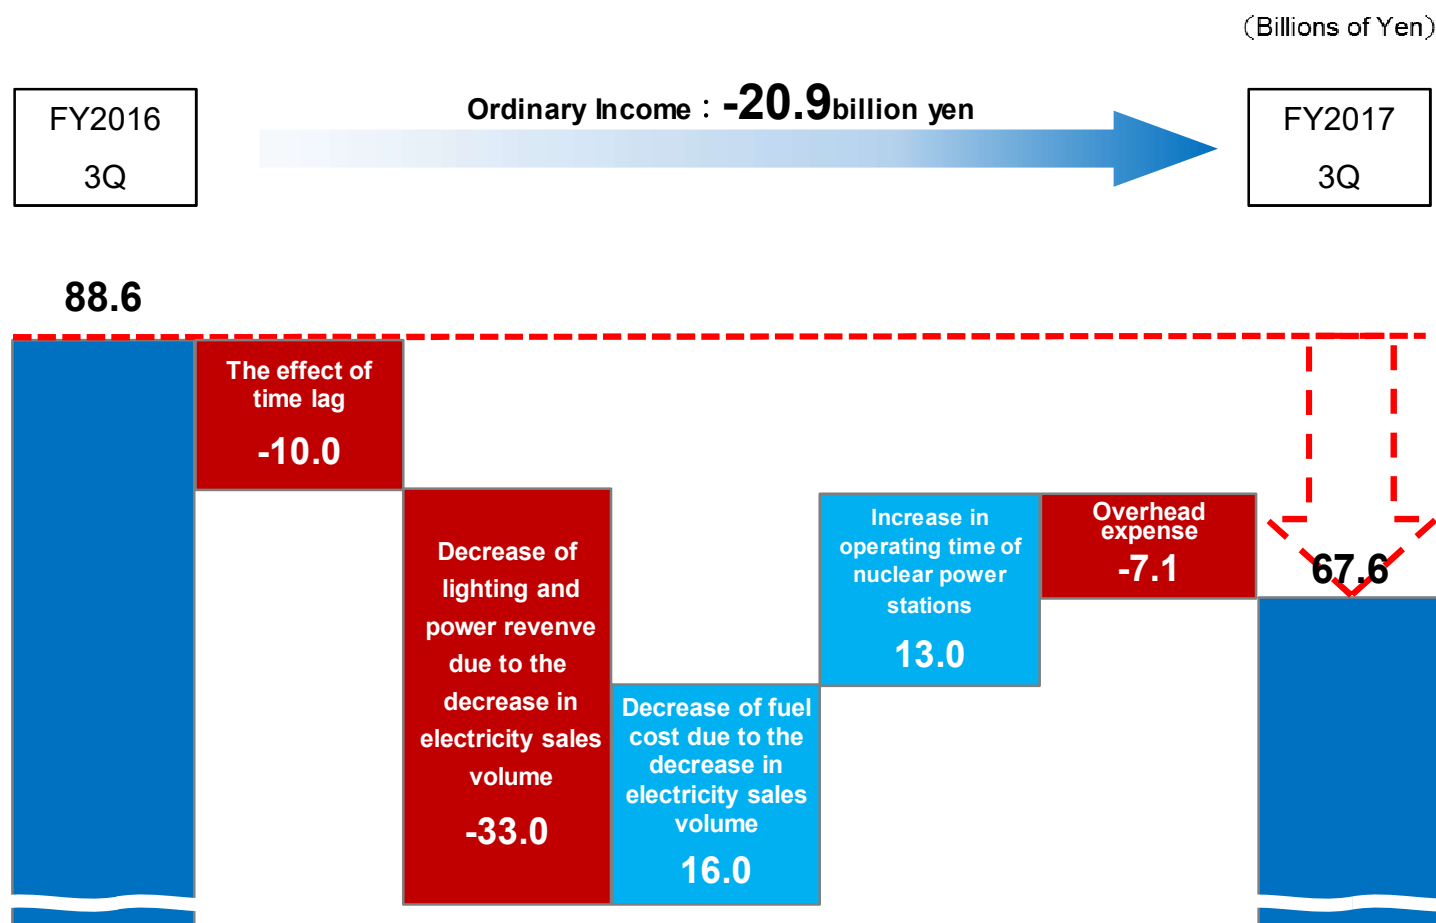 （Billions of Yen）
FY2016
3Q
Ordinary Income：-20.9billion yen
FY2017
3Q
88.6
The effect of
time lag
-10.0
Decrease of
lighting and
power revenve
due to the
decrease in
electricity sales
volume
-33.0
Decrease of fuel
cost due to the
decrease in
electricity sales
volume
16.0
Increase in
operating time of
nuclear power
stations
13.0
Overhead
expense
-7.1
67.6